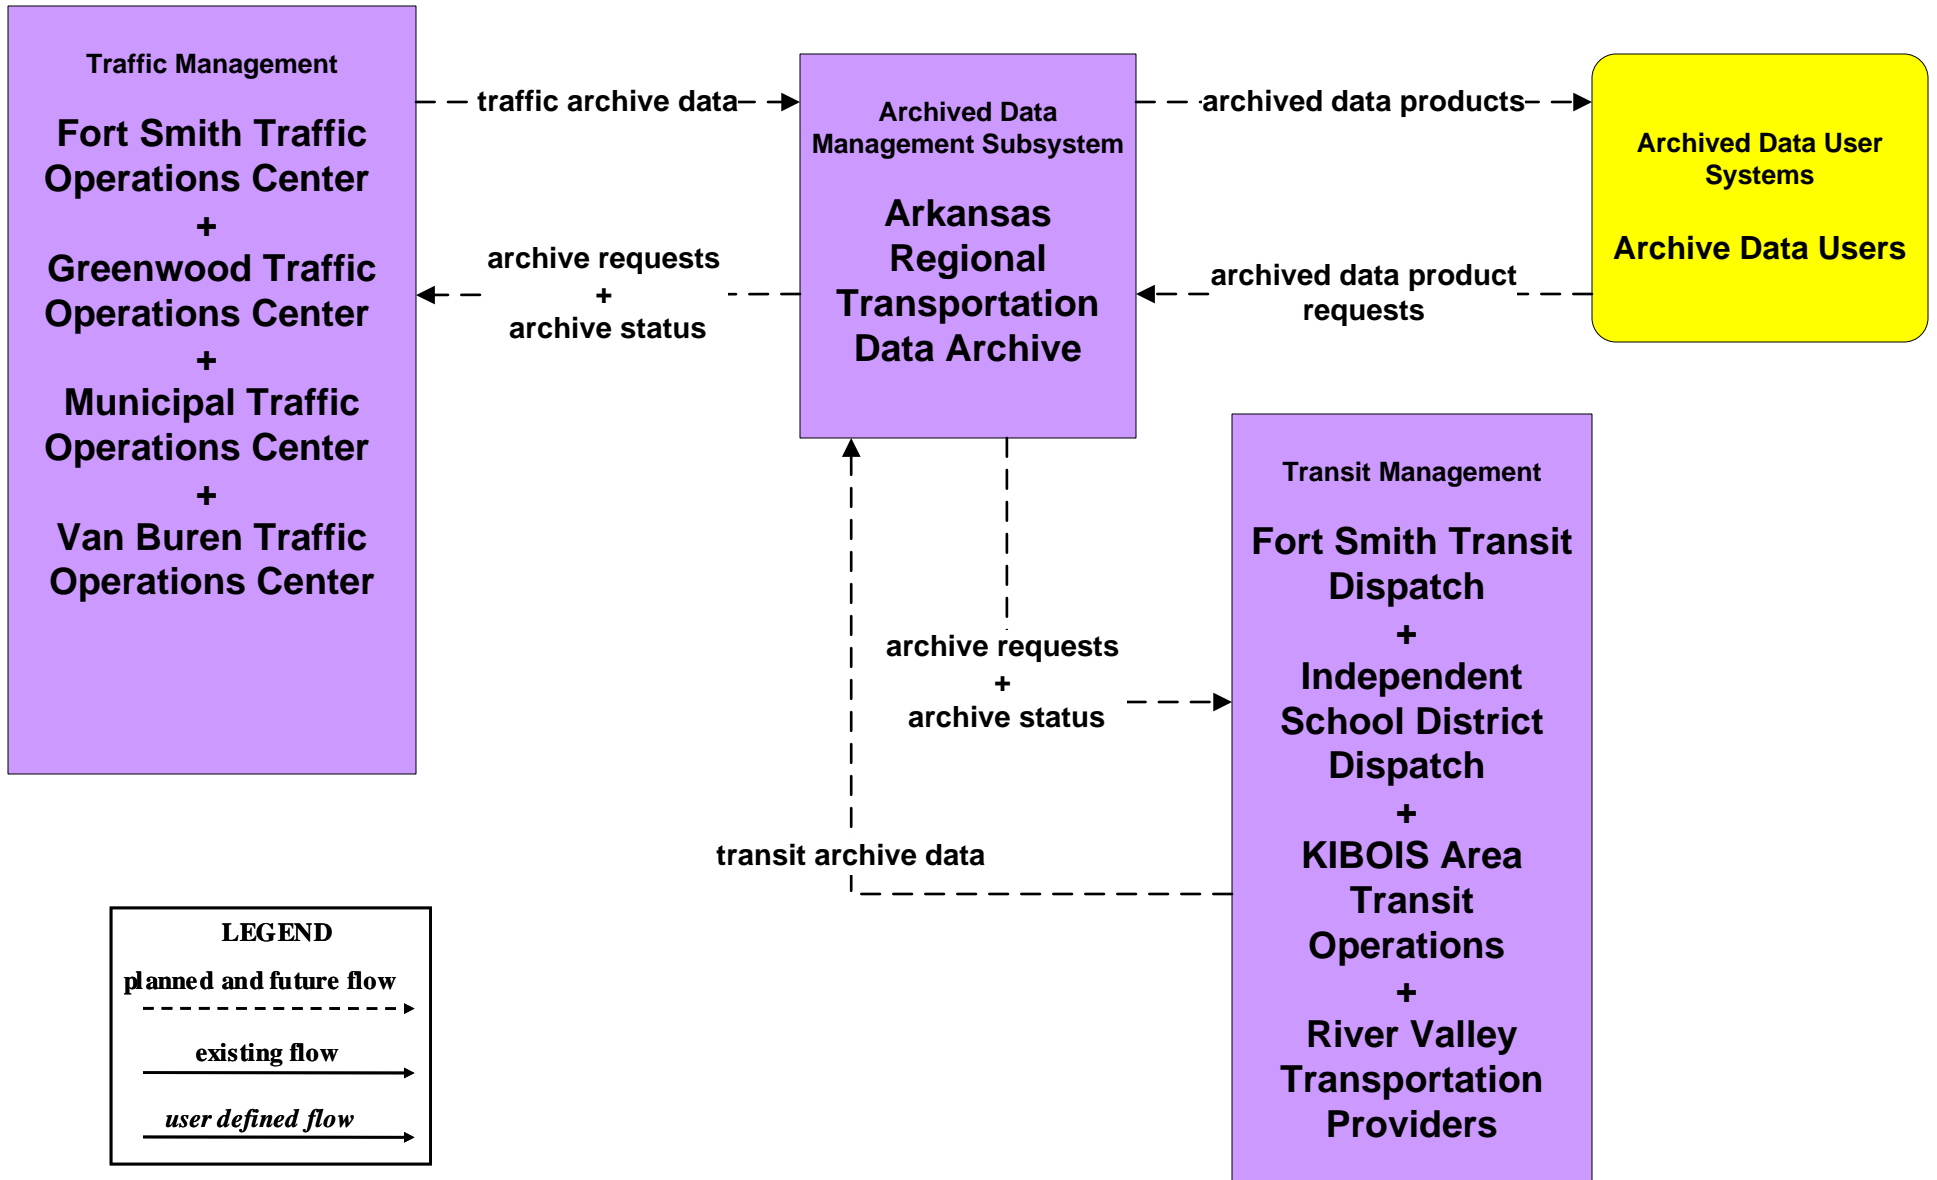 Traffic Management
Fort Smith Traffic
Operations Center
+
Greenwood Traffic
Operations Center
+
Municipal Traffic
Operations Center
+
Van Buren Traffic
Operations Center
traffic archive data
archive requests
+
archive status
Archived Data
Management Subsystem
Arkansas
Regional
Transportation
Data Archive
archived data products
archived data product
requests
Archived Data User
Systems
Archive Data Users
archive requests
+
archive status
transit archive data
Transit Management
Fort Smith Transit
Dispatch
+
Independent
School District
Dispatch
+
KIBOIS Area
Transit
Operations
+
River Valley
Transportation
Providers
LEGEND
planned and future flow
existing flow
user defined flow